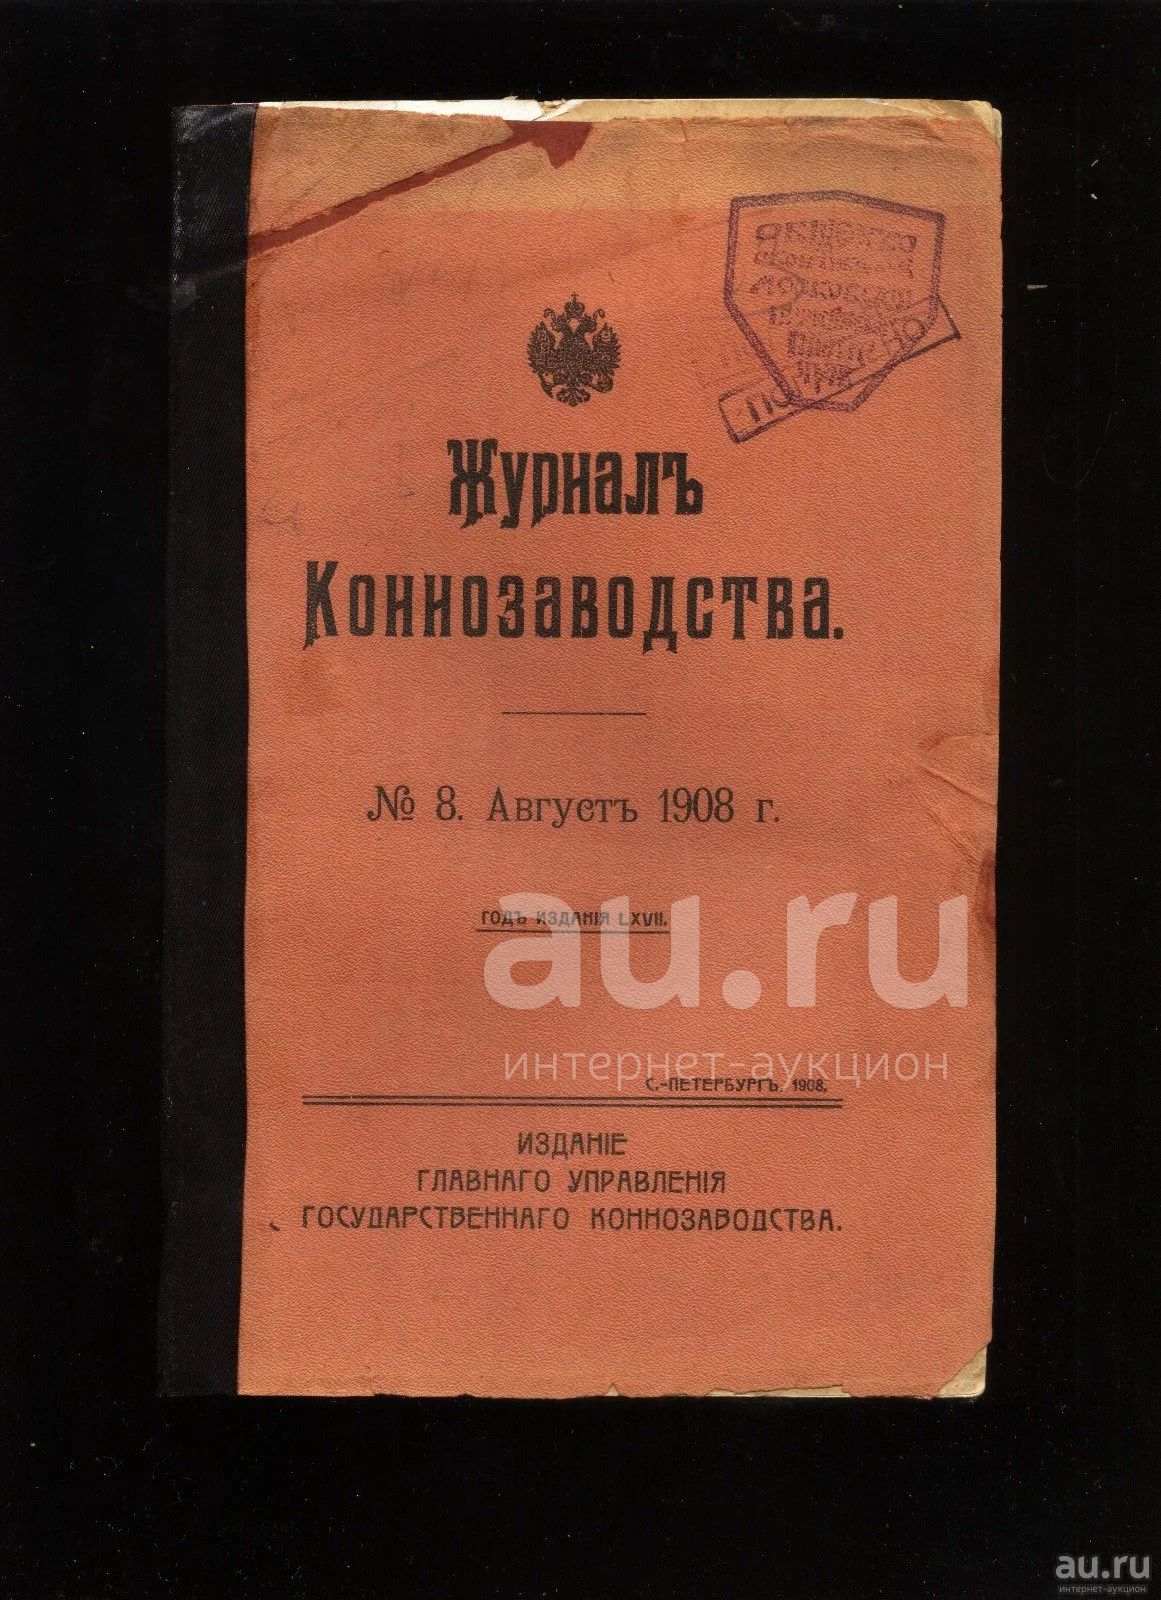 Журналъ
Коннозаводства.
№ 8. Августъ 1908 г.
ГОДЪ ИЗДАНІЯ LXVII.
au.ru
интернет-аукцион
С.-ПЕТЕРБУРГЪ. 1908.
ИЗДАНІЕ
ГЛАВНАГО УПРАВЛЕНІЯ
ГОСУДАРСТВЕННАГО КОННОЗАВОДСТВА.
au.ru
интернет-аукцион